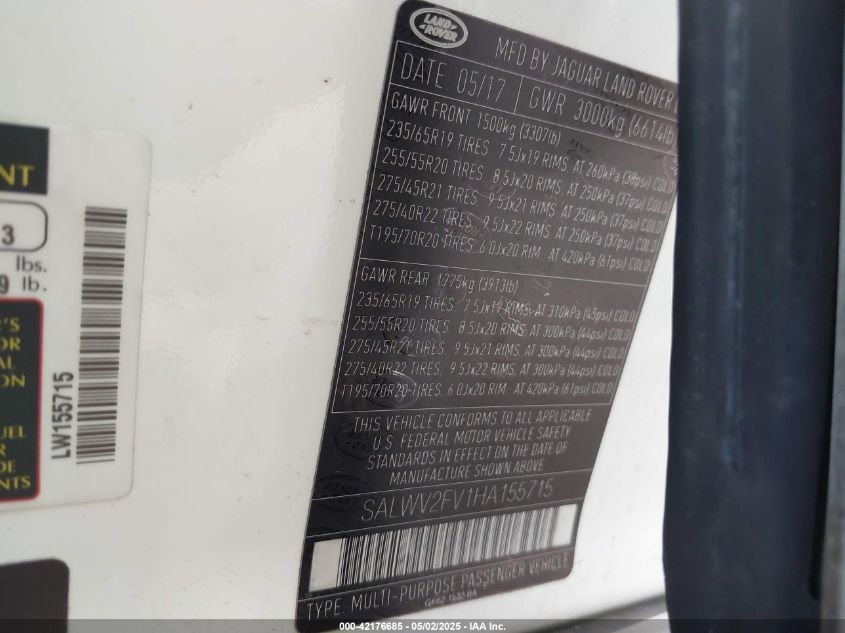 LAND
ROVER
MFD BY JAGUAR LAND ROVER
DATE: 05/17 GWR 3000kg (6614lb)
GAWR FRONT 1500kg (3307lb)
235/65R19 TIRES 7.5Jx19 RIMS AT 260kPa (38psi) COLD
255/55R20 TIRES 8.5Jx20 RIMS, AT 250kPa (37psi) COLD
275/45R21 TIRES 9.5Jx21 RIMS AT 250kPa (37psi) COLD
275/40R22 TIRES, 9.5Jx22 RIMS, AT 250kPa (37psi) COLD
T195/70R20 TIRES, 6.0Jx20 RIM, AT 420kPa (61psi) COLD
GAWR REAR 1775kg (3913lb)
235/65R19 TIRES 7.5Jx19 RIMS, AT 310kPa (45psi) COLD
255/55R20 TIRES, 8.5Jx20 RIMS, AT 300kPa (44psi) COLD
275/45R21 TIRES, 9.5Jx21 RIMS, AT 300kPa (44psi) COLD
275/40R22 TIRES, 9.5Jx22 RIMS, AT 300kPa (44psi) COLD
T195/70R20 TIRES, 6.0Jx20 RIM, AT 420kPa (61psi) COLD
THIS VEHICLE CONFORMS TO ALL APPLICABLE
U.S. FEDERAL MOTOR VEHICLE SAFETY
STANDARDS IN EFFECT ON THE DATE OF
MANUFACTURE SHOWN ABOVE
SALWV2FV1HA155715
TYPE: MULTI-PURPOSE PASSENGER VEHICLE
NT
3
lbs.
9 lb.
LW155715
'S
OR
AL
ION
UEL
R
DE
NTS
000-42176685 - 05/02/2025 - IAA Inc.